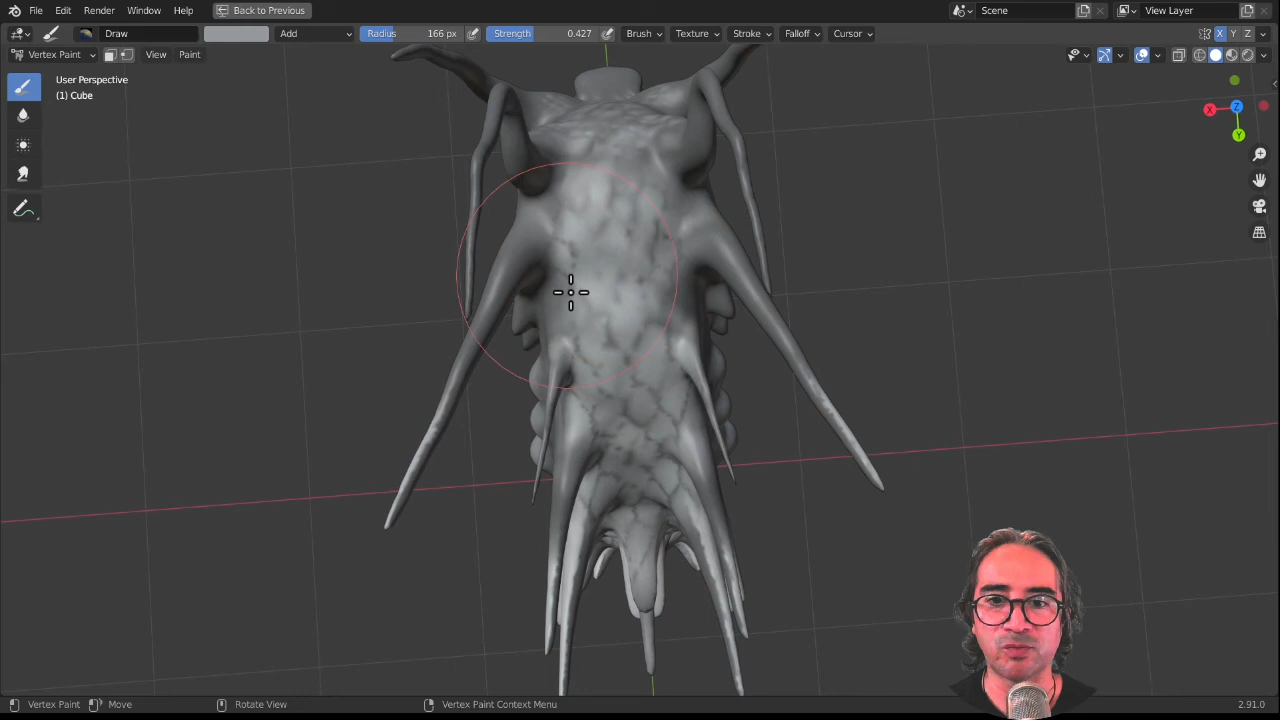 File Edit Render Window Help Back to Previous Scene View Layer
Draw Add Radius 166 px Strength 0.427 Brush Texture Stroke Falloff Cursor X Y Z
Vertex Paint View Paint
User Perspective
(1) Cube
X Z Y
Vertex Paint Move Rotate View Vertex Paint Context Menu 2.91.0